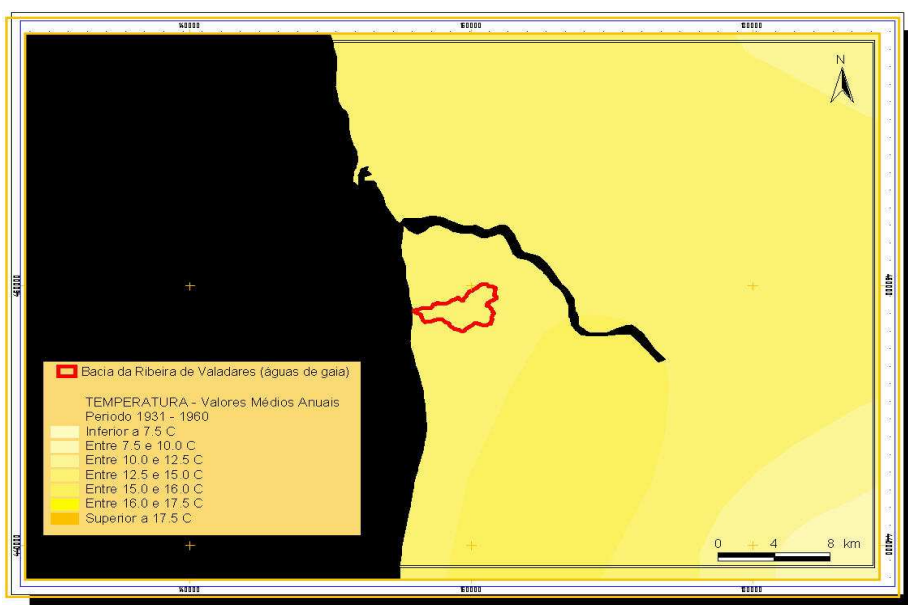 N
Bacia da Ribeira de Valadares (águas de gaia)
TEMPERATURA - Valores Médios Anuais
Periodo 1931 - 1960
Inferior a 7.5 C
Entre 7.5 e 10.0 C
Entre 10.0 e 12.5 C
Entre 12.5 e 15.0 C
Entre 15.0 e 16.0 C
Entre 16.0 e 17.5 C
Superior a 17.5 C
0 4 8 km